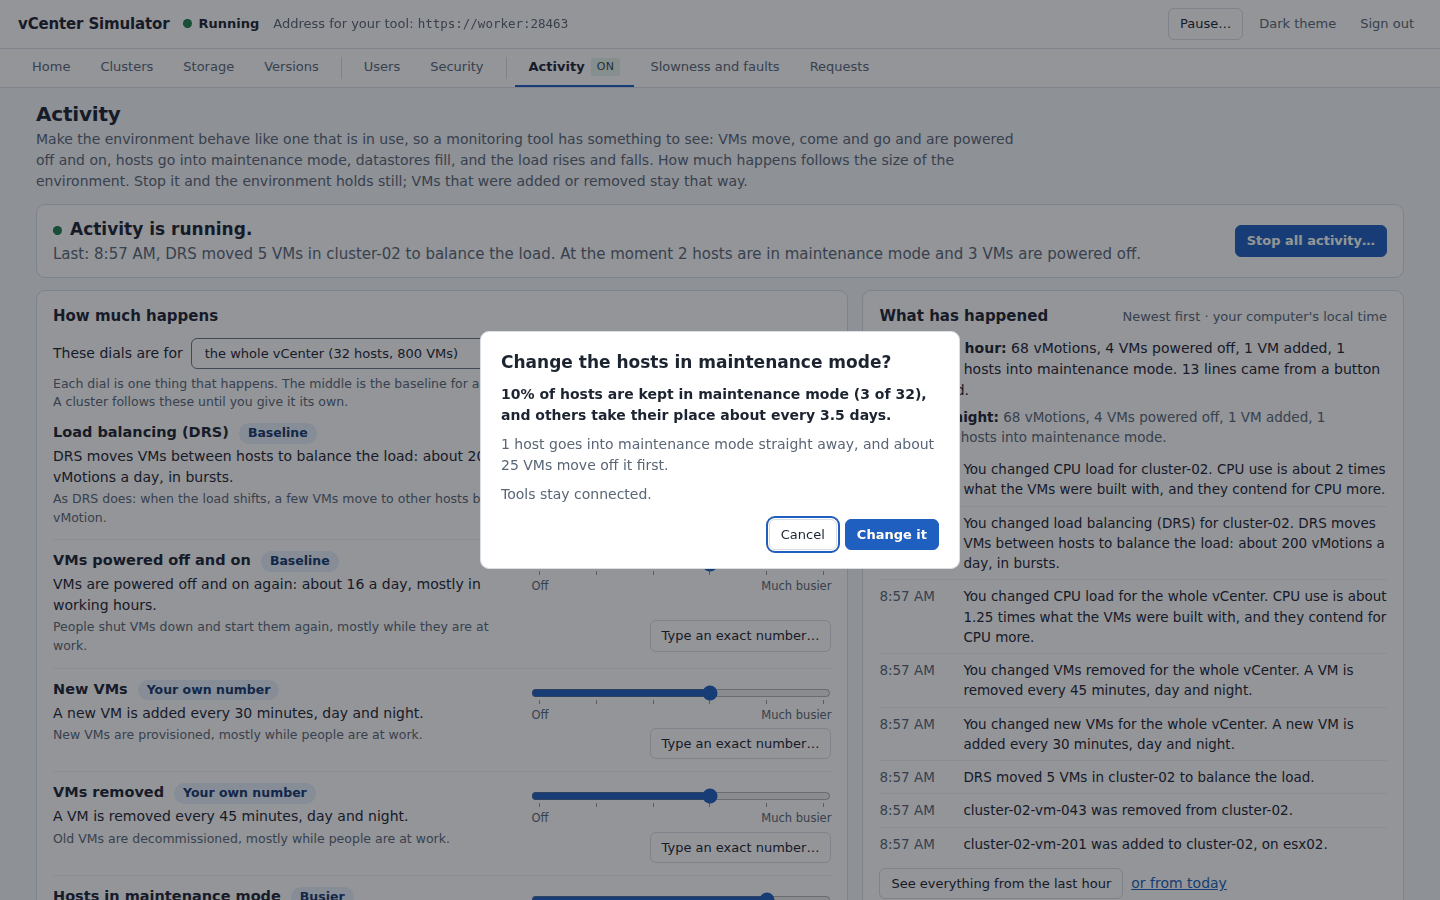 vCenter Simulator Running Address for your tool: https://worker:28463 Pause… Dark theme Sign out
Home Clusters Storage Versions Users Security Activity ON Slowness and faults Requests
Activity
Make the environment behave like one that is in use, so a monitoring tool has something to see: VMs move, come and go and are powered
off and on, hosts go into maintenance mode, datastores fill, and the load rises and falls. How much happens follows the size of the
environment. Stop it and the environment holds still; VMs that were added or removed stay that way.
Activity is running.
Last: 8:57 AM, DRS moved 5 VMs in cluster-02 to balance the load. At the moment 2 hosts are in maintenance mode and 3 VMs are powered off.
Stop all activity…
How much happens
These dials are for the whole vCenter (32 hosts, 800 VMs)
Each dial is one thing that happens. The middle is the baseline for a
A cluster follows these until you give it its own.
Load balancing (DRS) Baseline
DRS moves VMs between hosts to balance the load: about
vMotions a day, in bursts.
As DRS does: when the load shifts, a few VMs move to other hosts
vMotion.
VMs powered off and on Baseline
VMs are powered off and on again: about 16 a day, mostly in
working hours.
People shut VMs down and start them again, mostly while they are at
work.
Off Much busier
Type an exact number…
New VMs Your own number
A new VM is added every 30 minutes, day and night.
New VMs are provisioned, mostly while people are at work.
Off Much busier
Type an exact number…
VMs removed Your own number
A VM is removed every 45 minutes, day and night.
Old VMs are decommissioned, mostly while people are at work.
Off Much busier
Type an exact number…
Hosts in maintenance mode Busier
Change the hosts in maintenance mode?
10% of hosts are kept in maintenance mode (3 of 32),
and others take their place about every 3.5 days.
1 host goes into maintenance mode straight away, and about
25 VMs move off it first.
Tools stay connected.
Cancel Change it
What has happened Newest first · your computer's local time
hour: 68 vMotions, 4 VMs powered off, 1 VM added, 1
hosts into maintenance mode. 13 lines came from a button
68 vMotions, 4 VMs powered off, 1 VM added, 1
hosts into maintenance mode.
You changed CPU load for cluster-02. CPU use is about 2 times
what the VMs were built with, and they contend for CPU more.
You changed load balancing (DRS) for cluster-02. DRS moves
VMs between hosts to balance the load: about 200 vMotions a
day, in bursts.
8:57 AM You changed CPU load for the whole vCenter. CPU use is about
1.25 times what the VMs were built with, and they contend for
CPU more.
8:57 AM You changed VMs removed for the whole vCenter. A VM is
removed every 45 minutes, day and night.
8:57 AM You changed new VMs for the whole vCenter. A new VM is
added every 30 minutes, day and night.
8:57 AM DRS moved 5 VMs in cluster-02 to balance the load.
8:57 AM cluster-02-vm-043 was removed from cluster-02.
8:57 AM cluster-02-vm-201 was added to cluster-02, on esx02.
See everything from the last hour or from today